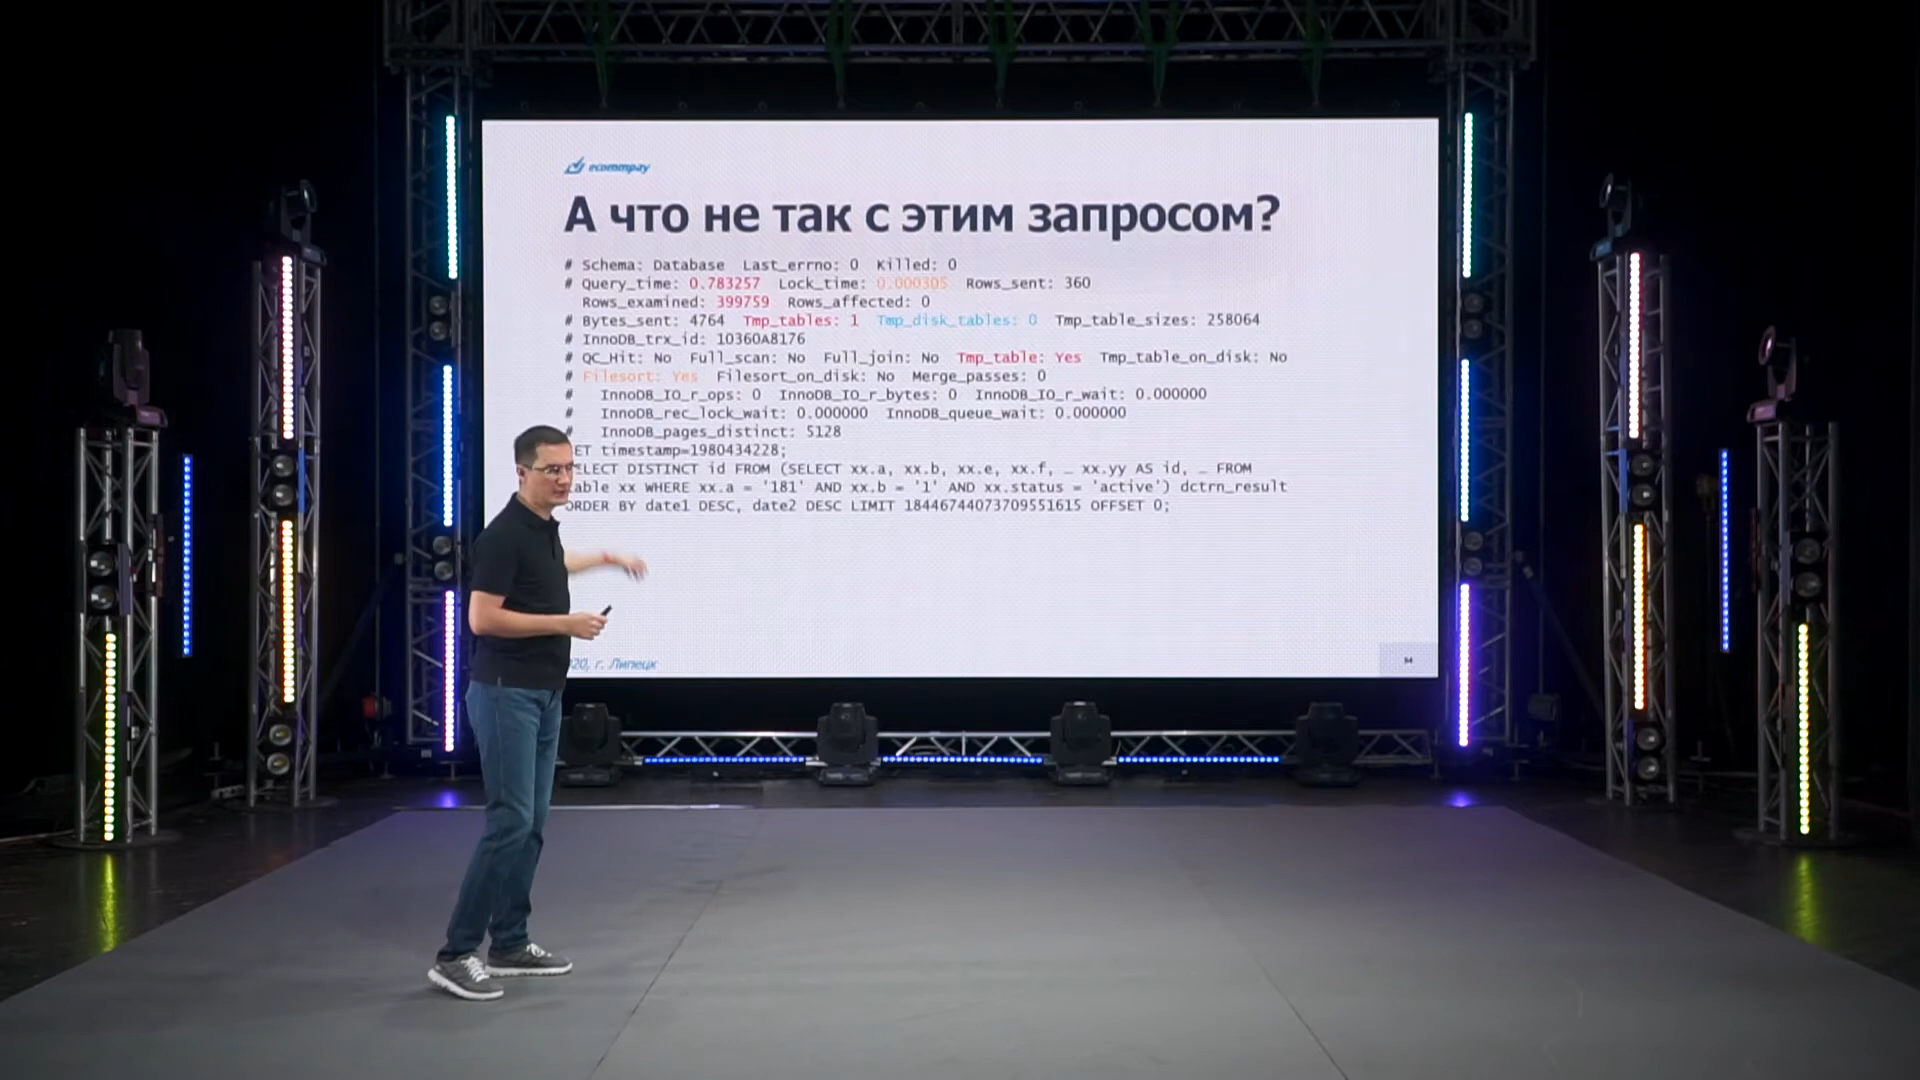 ecommpay
А что не так с этим запросом?
# Schema: Database Last_errno: 0 Killed: 0
# Query_time: 0.783257 Lock_time: 0.000305 Rows_sent: 360
Rows_examined: 399759 Rows_affected: 0
# Bytes_sent: 4764 Tmp_tables: 1 Tmp_disk_tables: 0 Tmp_table_sizes: 258064
# InnoDB_trx_id: 10360A8176
# QC_Hit: No Full_scan: No Full_join: No Tmp_table: Yes Tmp_table_on_disk: No
# Filesort: Yes Filesort_on_disk: No Merge_passes: 0
# InnoDB_IO_r_ops: 0 InnoDB_IO_r_bytes: 0 InnoDB_IO_r_wait: 0.000000
# InnoDB_rec_lock_wait: 0.000000 InnoDB_queue_wait: 0.000000
# InnoDB_pages_distinct: 5128
ET timestamp=1980434228;
ELECT DISTINCT id FROM (SELECT xx.a, xx.b, xx.e, xx.f, … xx.yy AS id, … FROM
able xx WHERE xx.a = '181' AND xx.b = '1' AND xx.status = 'active') dctrn_result
ORDER BY date1 DESC, date2 DESC LIMIT 18446744073709551615 OFFSET 0;
20, г. Липецк
34